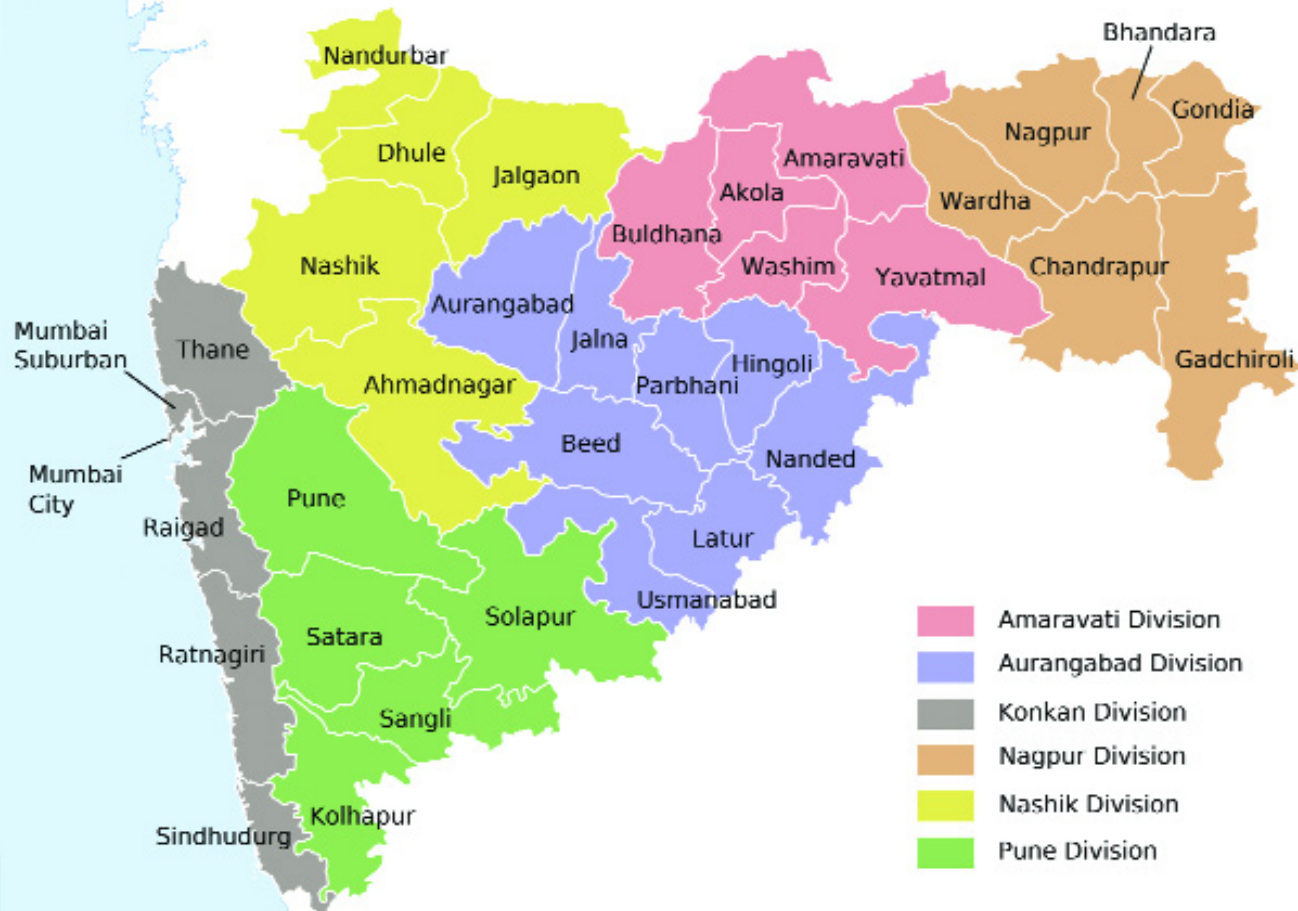 Bhandara
Nandurbar
Gondia
Nagpur
Dhule
Amaravati
Jalgaon
Akola
Wardha
Buldhana
Nashik
Washim
Chandrapur
Yavatmal
Aurangabad
Mumbai
Suburban
Thane
Jalna
Hingoli
Gadchiroli
Ahmadnagar
Parbhani
Beed
Nanded
Mumbai
City
Pune
Raigad
Latur
Usmanabad
Solapur
Satara
Ratnagiri
Sangli
Kolhapur
Sindhudurg
Amaravati Division
Aurangabad Division
Konkan Division
Nagpur Division
Nashik Division
Pune Division